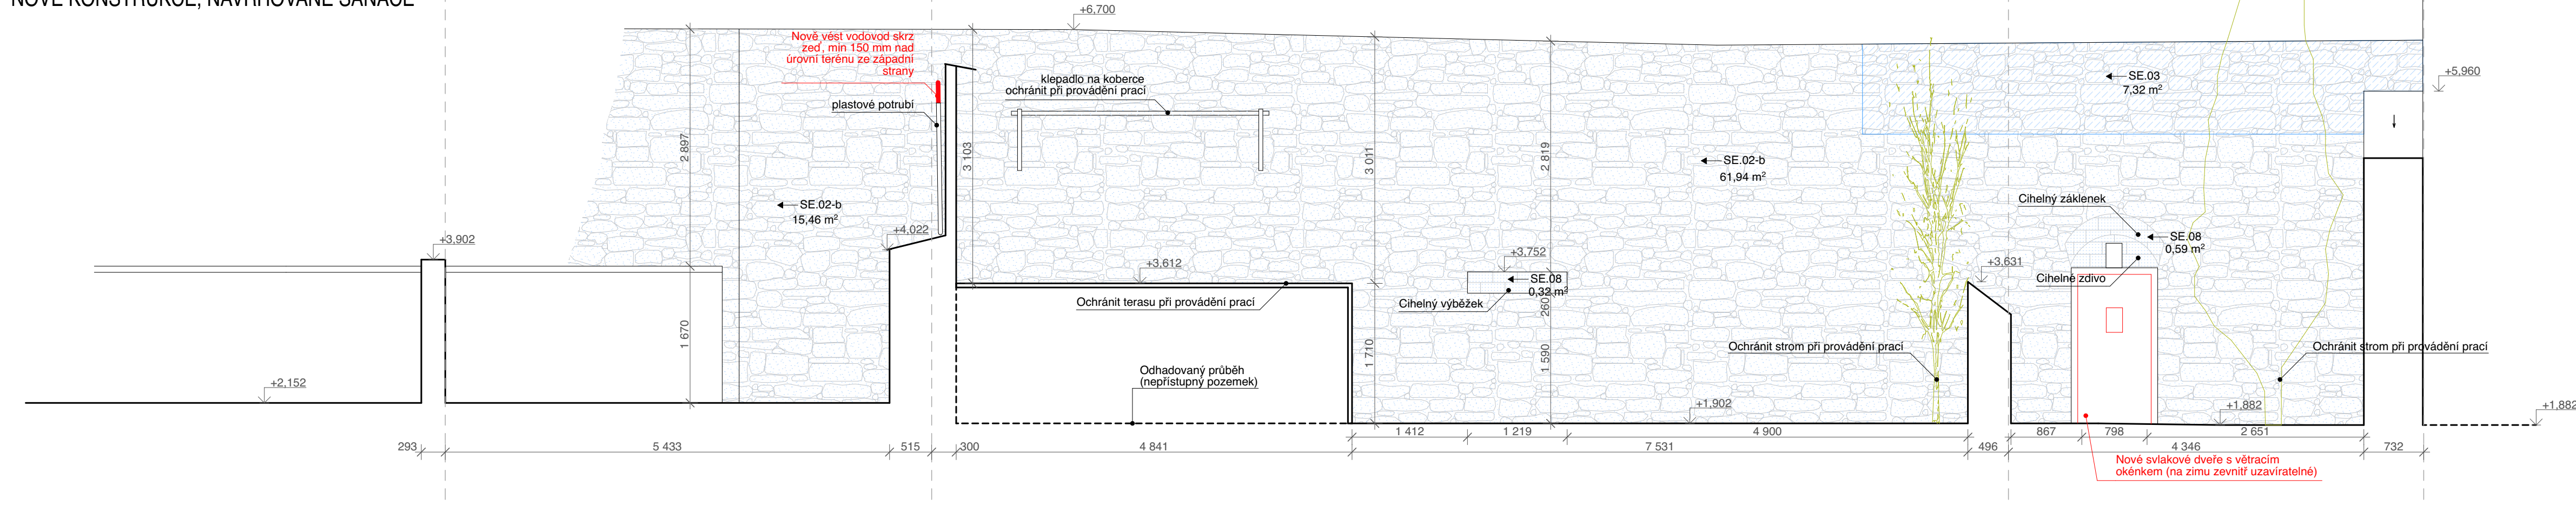 NOVÉ KONSTRUKCE, NAVRHOVANÉ SANACE
+6,700
Nově vést vodovod skrz
zeď, min 150 mm nad
úrovní terénu ze západní
strany
plastové potrubí
klepadlo na koberce
ochránit při provádění prací
SE.03
7,32 m²
+5,960
2 897
3 103
3 011
2 819
SE.02-b
61,94 m²
SE.02-b
15,46 m²
Cihelný záklenek
+3,902
+4,022
SE.08
0,59 m²
+3,612
+3,752
+3,631
SE.08
0,32 m²
Cihelné zdivo
Ochránit terasu při provádění prací
Cihelný výběžek
260
1 670
1 710
1 590
Ochránit strom při provádění prací
Ochránit strom při provádění prací
Odhadovaný průběh
(nepřístupný pozemek)
+2,152
+1,902
+1,882
+1,882
1 412
1 219
4 900
867
798
2 651
293
5 433
515
300
4 841
7 531
496
4 346
732
Nové svlakové dveře s větracím
okénkem (na zimu zevnitř uzavíratelné)